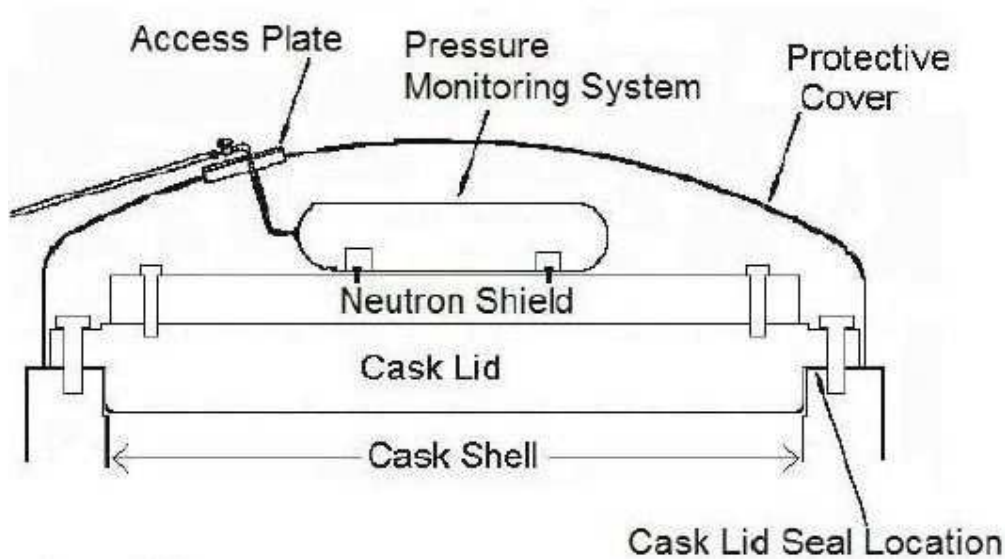 Access Plate
Pressure
Monitoring System
Protective
Cover
Neutron Shield
Cask Lid
Cask Shell
Cask Lid Seal Location